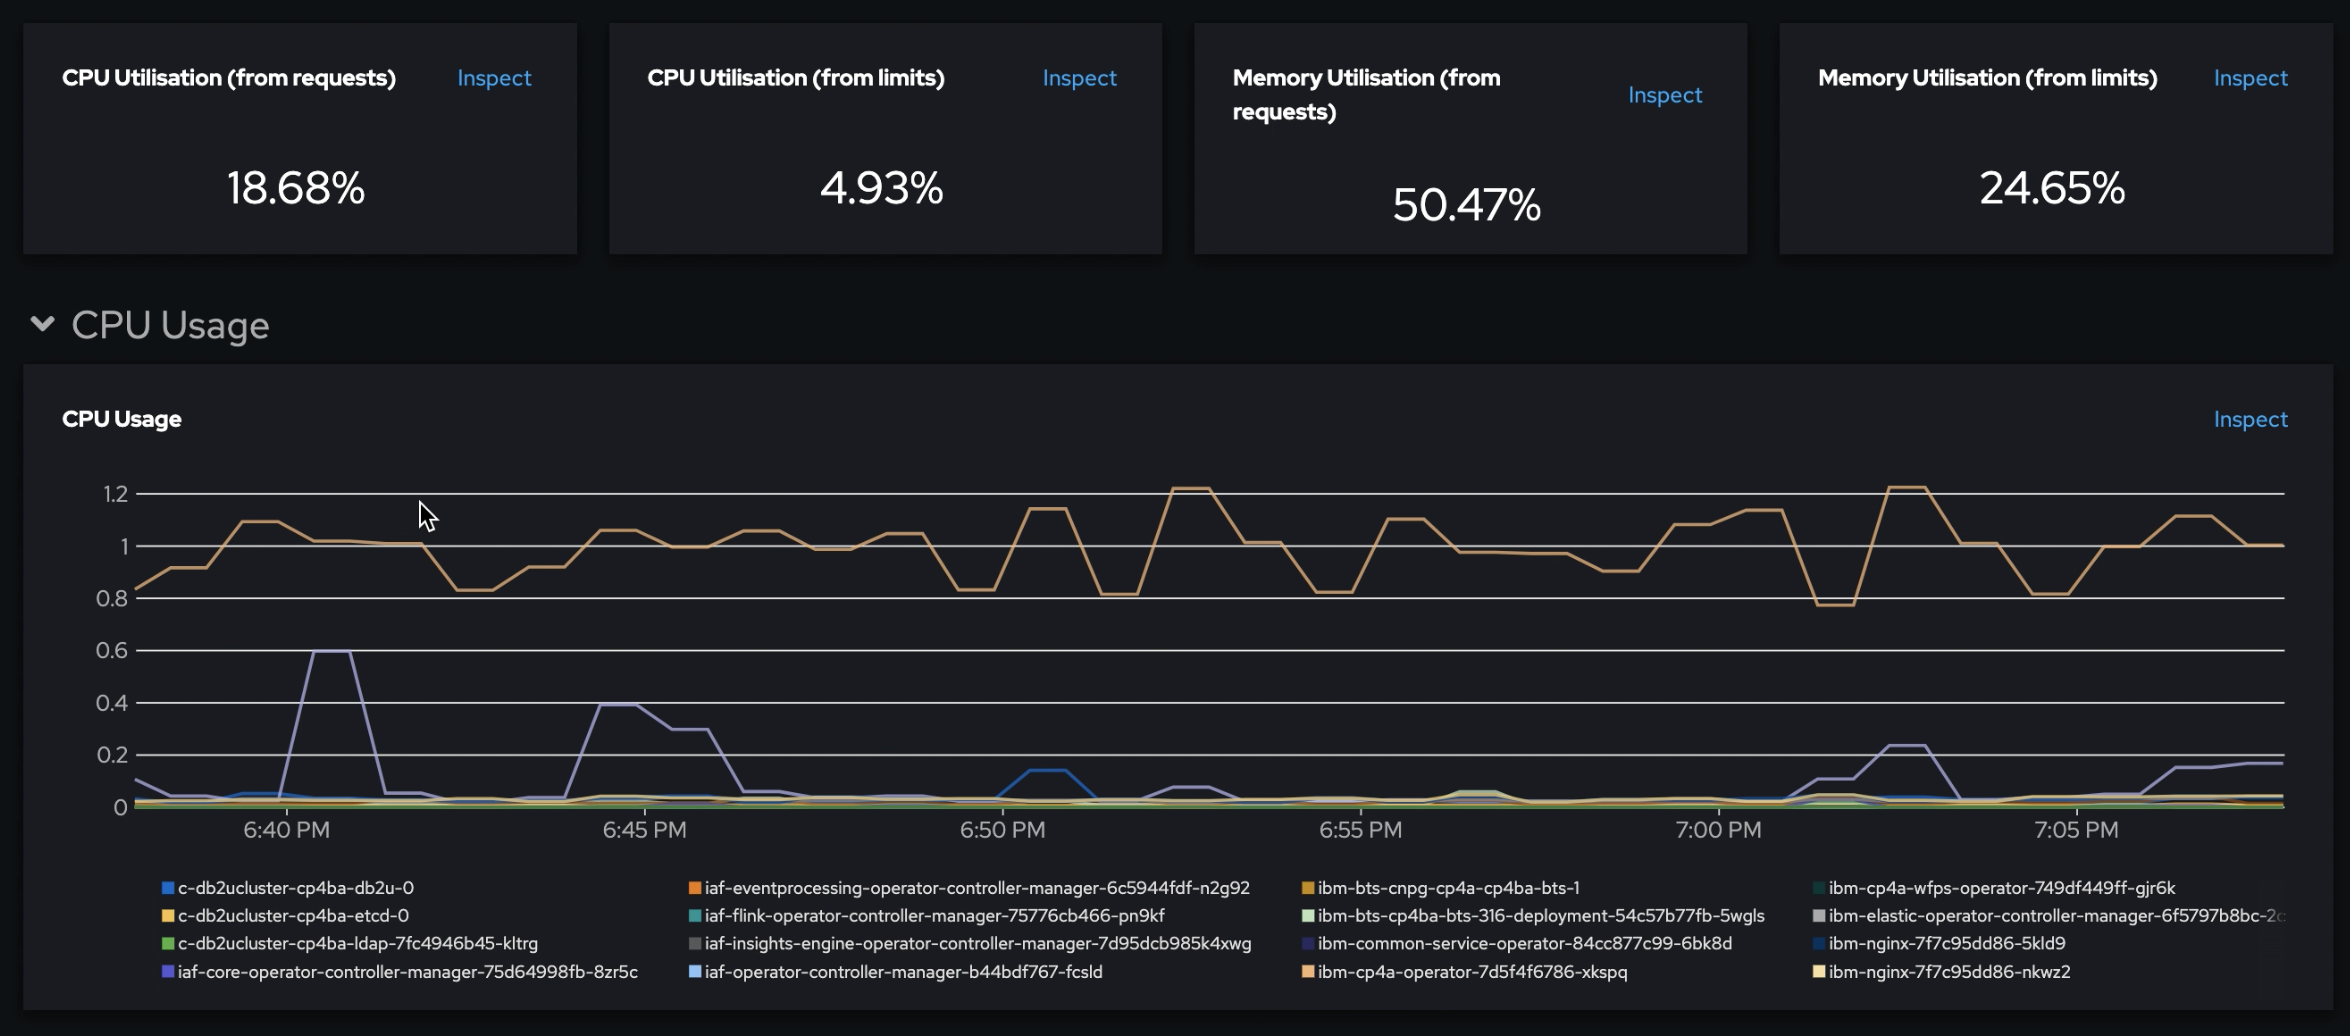 CPU Utilisation (from requests)
Inspect
18.68%
CPU Utilisation (from limits)
Inspect
4.93%
Memory Utilisation (from
requests)
Inspect
50.47%
Memory Utilisation (from limits)
Inspect
24.65%
CPU Usage
CPU Usage
Inspect
1.2
1
0.8
0.6
0.4
0.2
0
6:40 PM
6:45 PM
6:50 PM
6:55 PM
7:00 PM
7:05 PM
c-db2ucluster-cp4ba-db2u-0
c-db2ucluster-cp4ba-etcd-0
c-db2ucluster-cp4ba-ldap-7fc4946b45-kltrg
iaf-core-operator-controller-manager-75d64998fb-8zr5c
iaf-eventprocessing-operator-controller-manager-6c5944fdf-n2g92
iaf-flink-operator-controller-manager-75776cb466-pn9kf
iaf-insights-engine-operator-controller-manager-7d95dcb985k4xwg
iaf-operator-controller-manager-b44bdf767-fcsld
ibm-bts-cnpg-cp4a-cp4ba-bts-1
ibm-bts-cp4ba-bts-316-deployment-54c57b77fb-5wgls
ibm-common-service-operator-84cc877c99-6bk8d
ibm-cp4a-operator-7d5f4f6786-xkspq
ibm-cp4a-wfps-operator-749df449ff-gjr6k
ibm-elastic-operator-controller-manager-6f5797b8bc-2c
ibm-nginx-7f7c95dd86-5kld9
ibm-nginx-7f7c95dd86-nkwz2